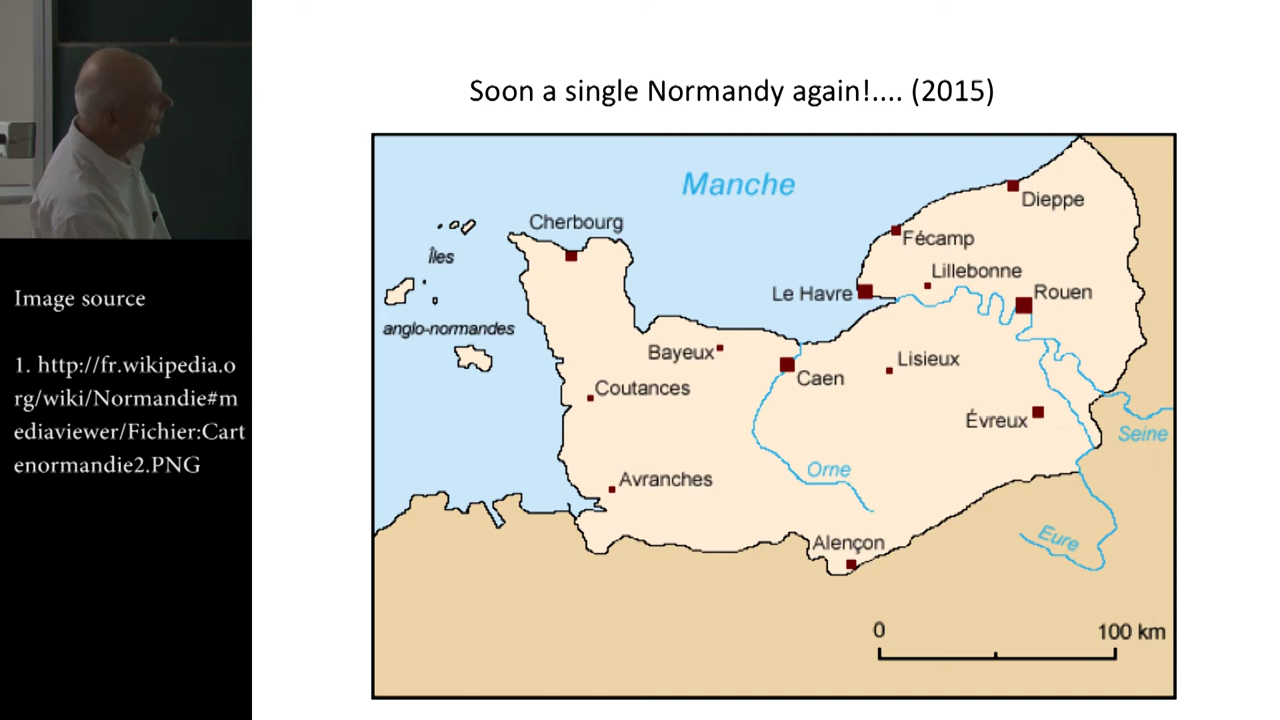 Soon a single Normandy again!.... (2015)
Manche
Dieppe
Cherbourg
Fécamp
Îles
Lillebonne
Le Havre
Rouen
anglo-normandes
Bayeux
Lisieux
Caen
Coutances
Évreux
Seine
Orne
Avranches
Eure
Alençon
0
100 km
Image source
1. http://fr.wikipedia.o
rg/wiki/Normandie#m
ediaviewer/Fichier:Cart
enormandie2.PNG